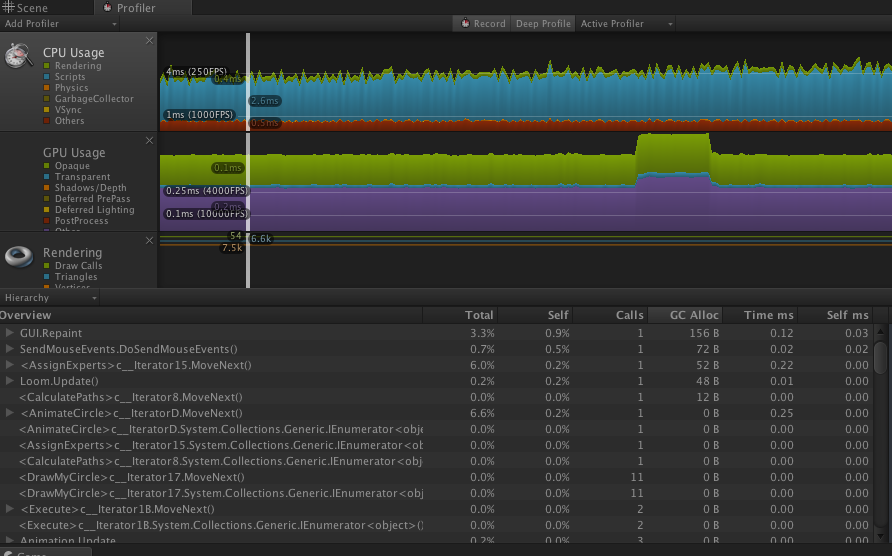 Scene Profiler
Add Profiler Record Deep Profile Active Profiler
CPU Usage
Rendering
Scripts
Physics
GarbageCollector
VSync
Others
4ms (250FPS)
0.4ms
2.6ms
1ms (1000FPS)
0.5ms
GPU Usage
Opaque
Transparent
Shadows/Depth
Deferred PrePass
Deferred Lighting
PostProcess
Other
0.1ms
0.25ms (4000FPS)
0.2ms
0.1ms (10000FPS)
Rendering
Draw Calls
Triangles
Vertices
54
6.6k
7.5k
Hierarchy
Overview Total Self Calls GC Alloc Time ms Self ms
GUI.Repaint 3.3% 0.9% 1 156 B 0.12 0.03
SendMouseEvents.DoSendMouseEvents() 0.7% 0.5% 1 72 B 0.02 0.02
<AssignExperts>c__Iterator15.MoveNext() 6.0% 0.2% 1 52 B 0.22 0.00
Loom.Update() 0.2% 0.2% 1 48 B 0.01 0.00
<CalculatePaths>c__Iterator8.MoveNext() 0.0% 0.0% 1 12 B 0.00 0.00
<AnimateCircle>c__IteratorD.MoveNext() 6.6% 0.2% 1 0 B 0.25 0.00
<AnimateCircle>c__IteratorD.System.Collections.Generic.IEnumerator<obje 0.0% 0.0% 1 0 B 0.00 0.00
<AssignExperts>c__Iterator15.System.Collections.Generic.IEnumerator<ob 0.0% 0.0% 1 0 B 0.00 0.00
<CalculatePaths>c__Iterator8.System.Collections.Generic.IEnumerator<obj 0.0% 0.0% 1 0 B 0.00 0.00
<DrawMyCircle>c__Iterator17.MoveNext() 0.0% 0.0% 11 0 B 0.00 0.00
<DrawMyCircle>c__Iterator17.System.Collections.Generic.IEnumerator<obj 0.0% 0.0% 11 0 B 0.00 0.00
<Execute>c__Iterator1B.MoveNext() 0.0% 0.0% 2 0 B 0.00 0.00
<Execute>c__Iterator1B.System.Collections.Generic.IEnumerator<object>() 0.0% 0.0% 2 0 B 0.00 0.00
Animation.Update 0.2% 0.0% 3 0 B 0.00 0.00
Game